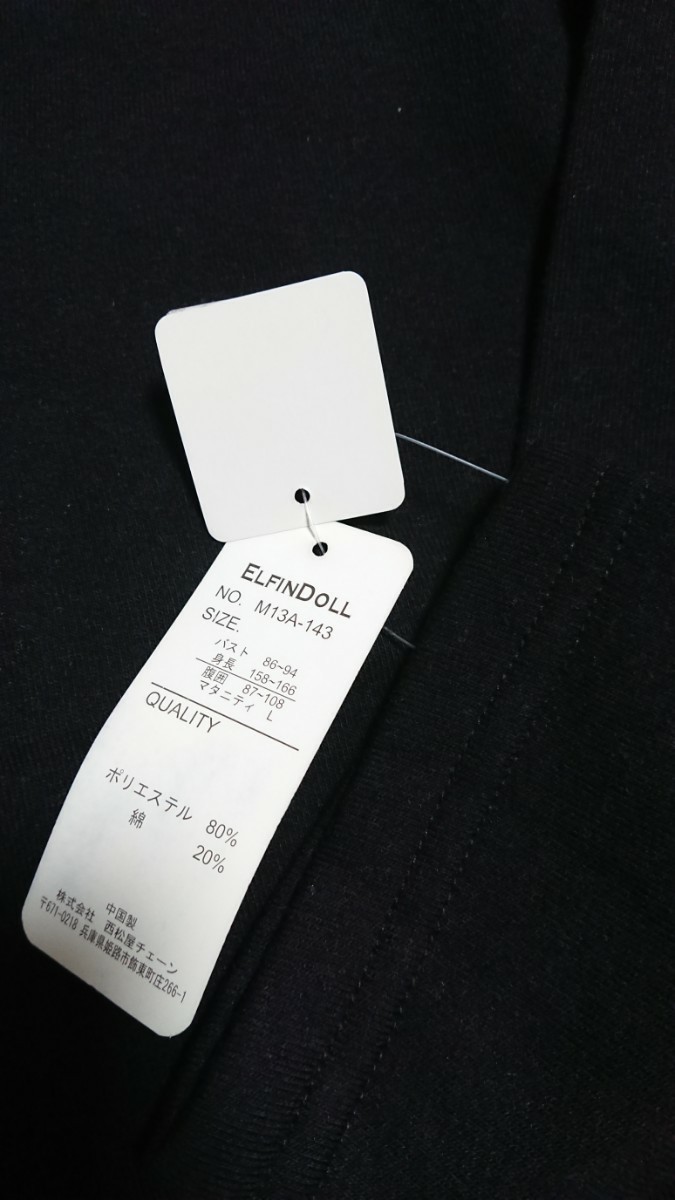 ELFINDOLL
NO. M13A-143
SIZE.
バスト 86~94
身長 158~166
腹囲 87~108
マタニティ L
QUALITY
ポリエステル 80%
綿 20%
中国製
株式会社 西松屋チェーン
〒671-0218 兵庫県姫路市飾東町庄266-1